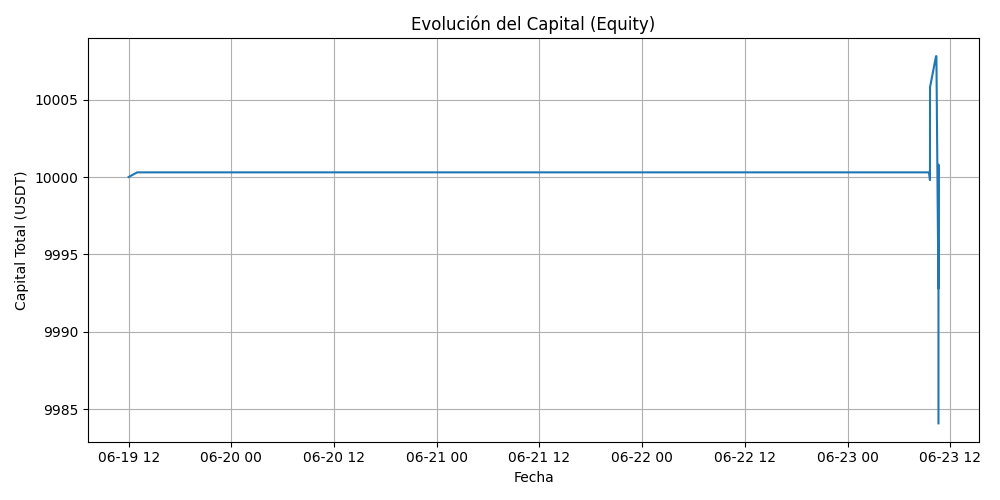 Evolución del Capital (Equity)
Capital Total (USDT)
10005
10000
9995
9990
9985
06-19 12 06-20 00 06-20 12 06-21 00 06-21 12 06-22 00 06-22 12 06-23 00 06-23 12
Fecha